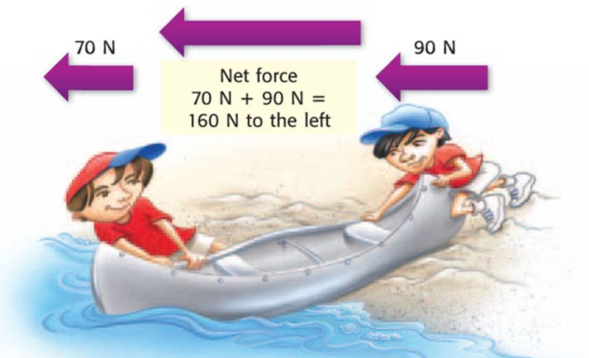 70 N
90 N
Net force
70 N + 90 N =
160 N to the left